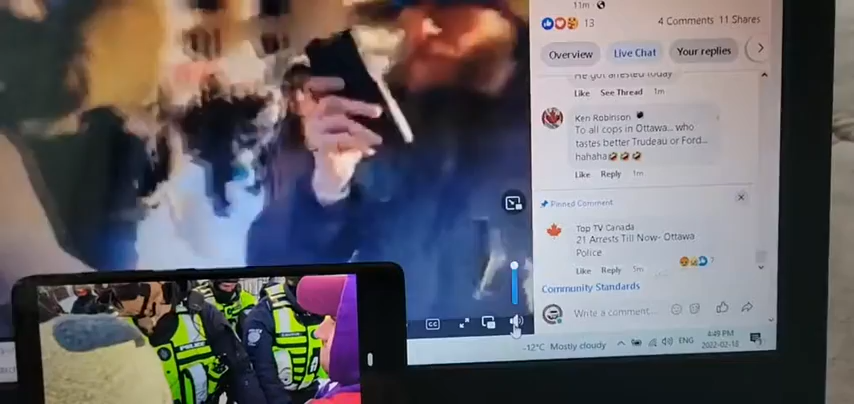 11m
13
4 Comments 11 Shares
Overview
Live Chat
Your replies
He got arrested today
Like See Thread 1m
Ken Robinson
To all cops in Ottawa... who
tastes better Trudeau or Ford...
hahaha🤣🤣🤣
Like Reply 1m
Pinned Comment
Top TV Canada
21 Arrests Till Now- Ottawa
Police
7
Like Reply 5m
Community Standards
Write a comment...
CC
-12°C Mostly cloudy
ENG
4:49 PM
2022-02-18
POLICE